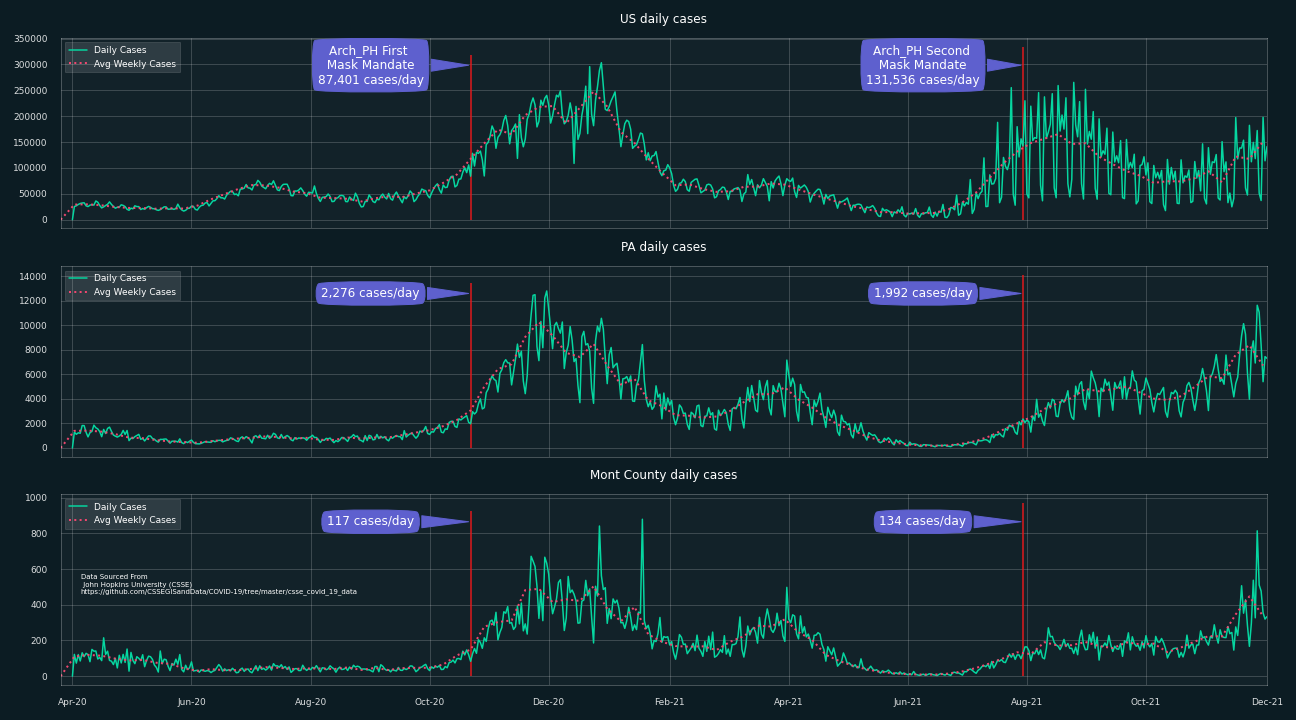 US daily cases
350000
300000
250000
200000
150000
100000
50000
0
Daily Cases
Avg Weekly Cases
Arch_PH First
Mask Mandate
87,401 cases/day
Arch_PH Second
Mask Mandate
131,536 cases/day
PA daily cases
14000
12000
10000
8000
6000
4000
2000
0
Daily Cases
Avg Weekly Cases
2,276 cases/day
1,992 cases/day
Mont County daily cases
1000
800
600
400
200
0
Daily Cases
Avg Weekly Cases
117 cases/day
134 cases/day
Data Sourced From
John Hopkins University (CSSE)
https://github.com/CSSEGISandData/COVID-19/tree/master/csse_covid_19_data
Apr-20 Jun-20 Aug-20 Oct-20 Dec-20 Feb-21 Apr-21 Jun-21 Aug-21 Oct-21 Dec-21